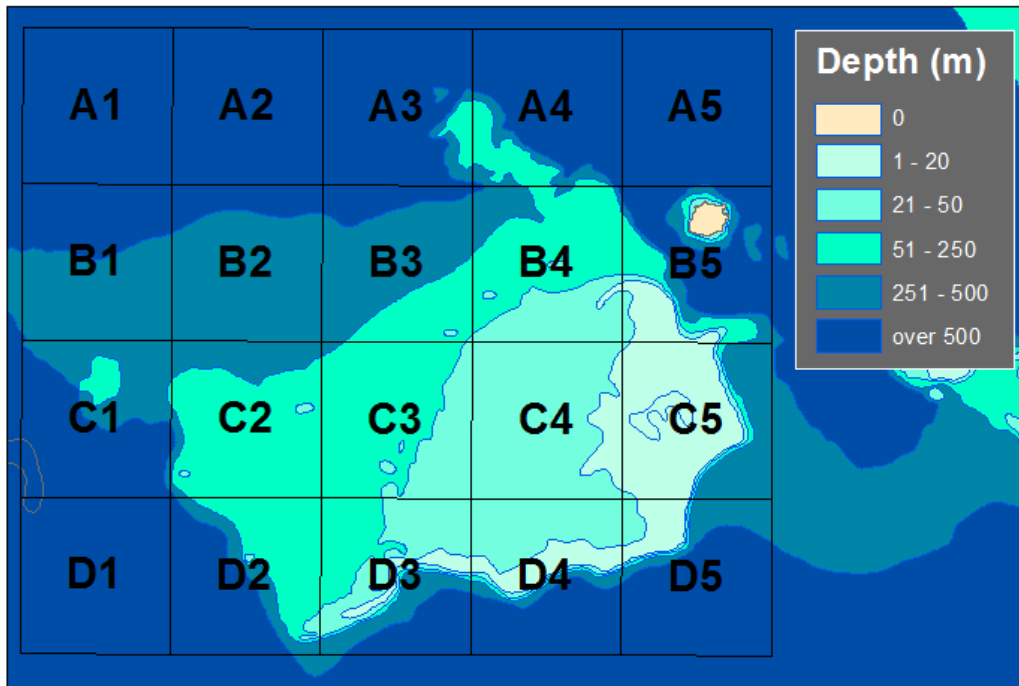 A1 A2 A3 A4 A5
B1 B2 B3 B4 B5
C1 C2 C3 C4 C5
D1 D2 D3 D4 D5
Depth (m)
0
1 - 20
21 - 50
51 - 250
251 - 500
over 500